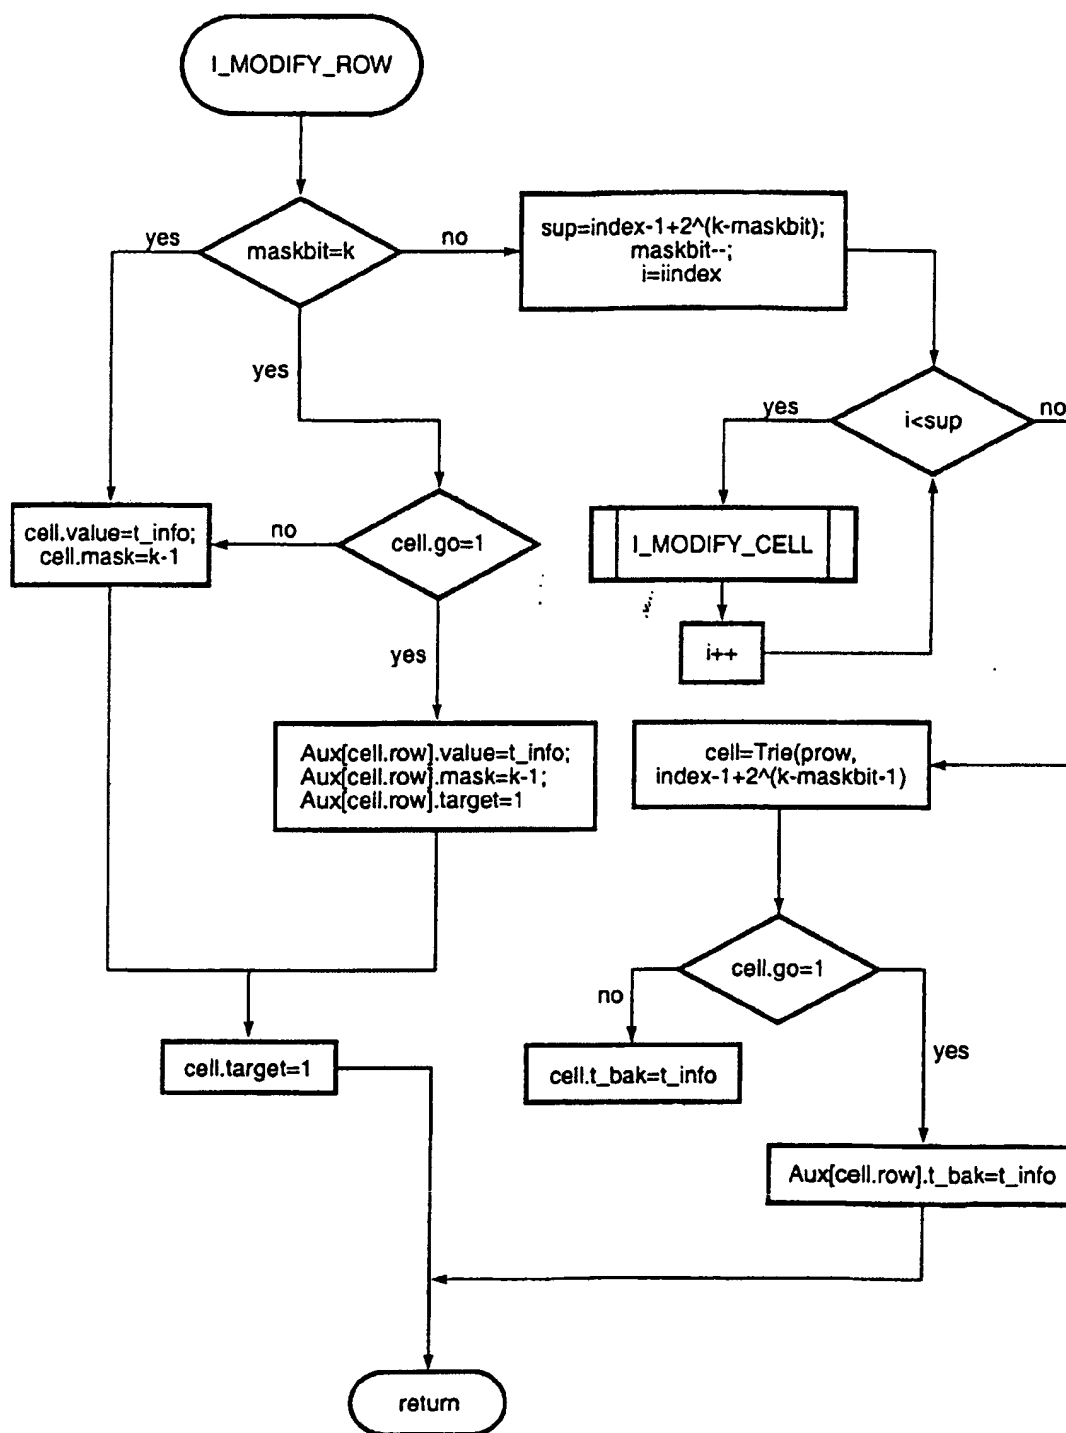 I_MODIFY_ROW
maskbit=k
yes
no
sup=index-1+2^(k-maskbit);
maskbit--;
i=iindex
yes
i<sup
yes
no
cell.value=t_info;
cell.mask=k-1
no
cell.go=1
I_MODIFY_CELL
yes
i++
Aux[cell.row].value=t_info;
Aux[cell.row].mask=k-1;
Aux[cell.row].target=1
cell=Trie(prow,
index-1+2^(k-maskbit-1)
cell.go=1
no
yes
cell.target=1
cell.t_bak=t_info
Aux[cell.row].t_bak=t_info
return